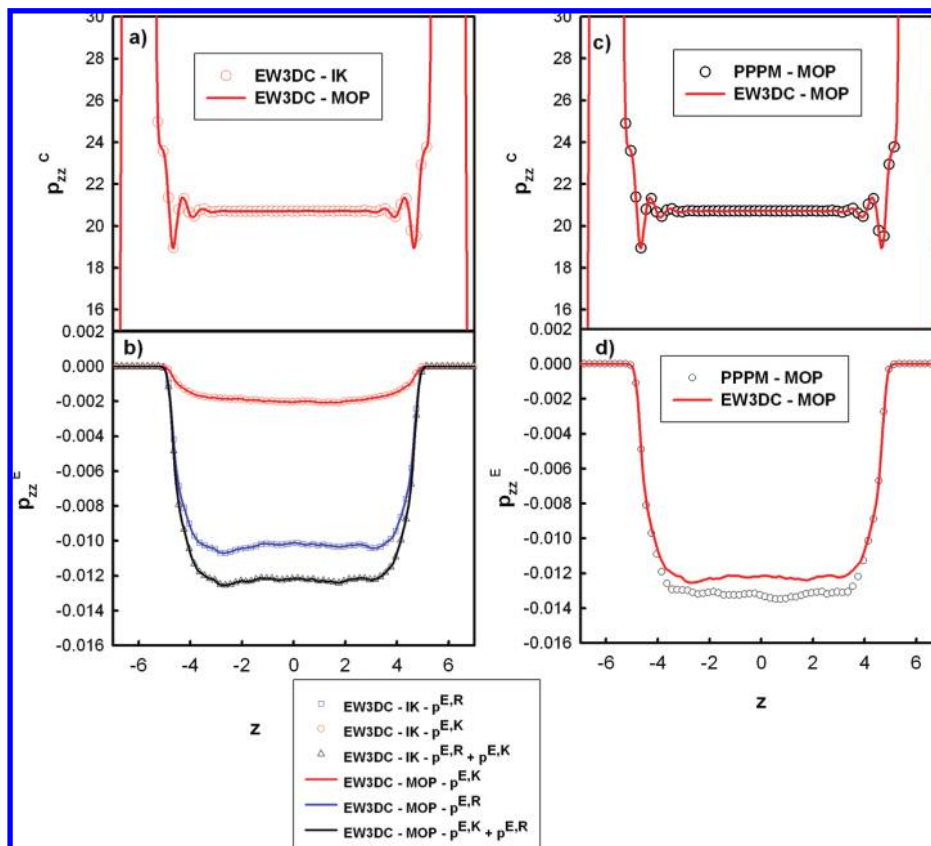 a)
30
28
26
24
22
20
18
16
p_zz^C
EW3DC - IK
EW3DC - MOP
c)
30
28
26
24
22
20
18
16
p_zz^C
PPPM - MOP
EW3DC - MOP
b)
0.002
0.000
-0.002
-0.004
-0.006
-0.008
-0.010
-0.012
-0.014
-0.016
p_zz^E
-6 -4 -2 0 2 4 6
z
d)
0.002
0.000
-0.002
-0.004
-0.006
-0.008
-0.010
-0.012
-0.014
-0.016
p_zz^E
PPPM - MOP
EW3DC - MOP
-6 -4 -2 0 2 4 6
z
EW3DC - IK - p^E,R
EW3DC - IK - p^E,K
EW3DC - IK - p^E,R + p^E,K
EW3DC - MOP - p^E,K
EW3DC - MOP - p^E,R
EW3DC - MOP - p^E,K + p^E,R